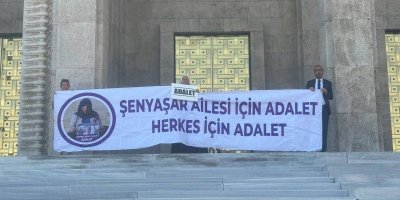 ADALET
ŞENYAŞAR AİLESİ İÇİN ADALET
HERKES İÇİN ADALET